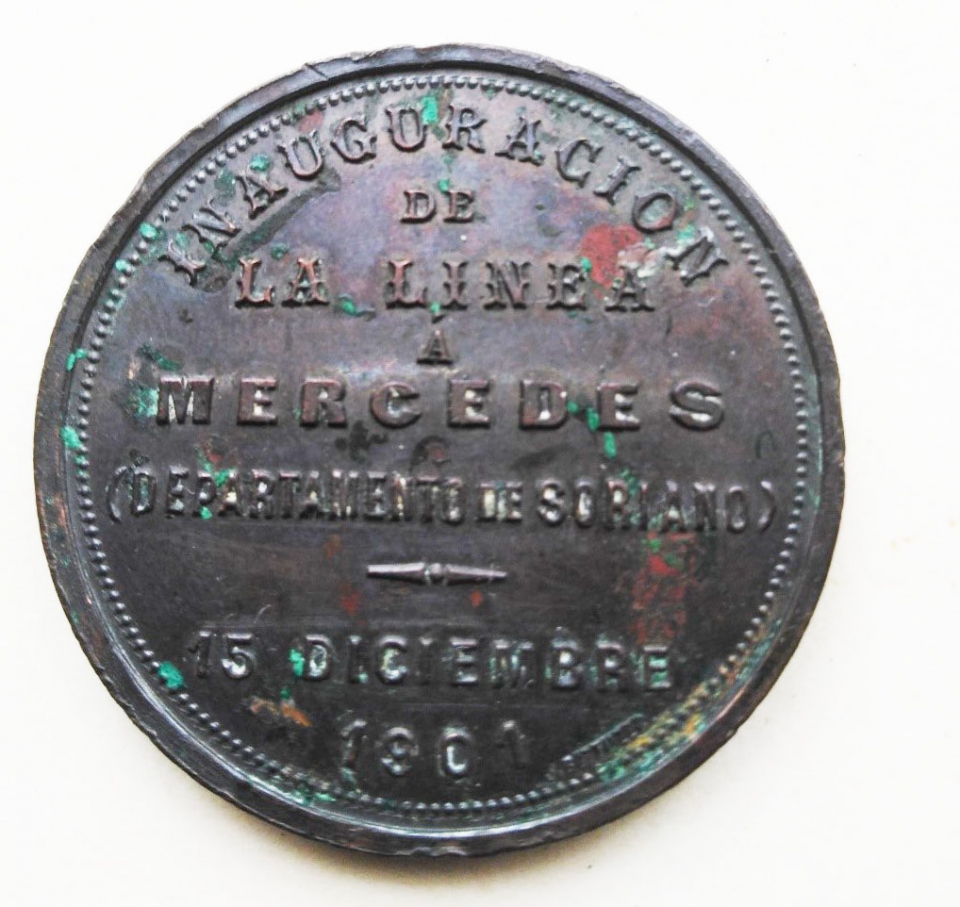 INAUGURACION
DE
LA LINEA
Á
MERCEDES
(DEPARTAMENTO DE SORIANO)
15 DICIEMBRE
1901